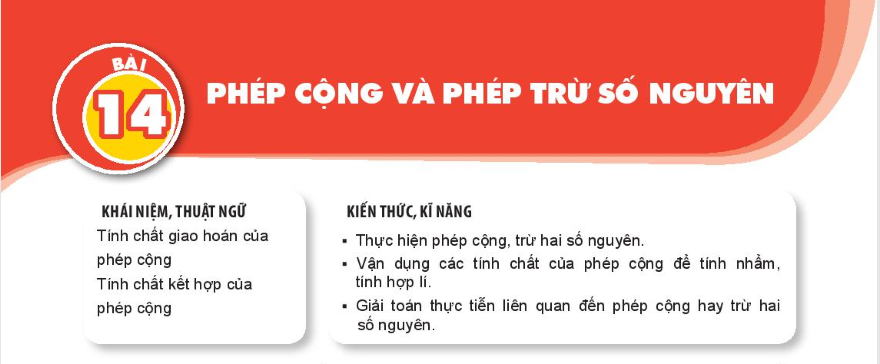 BÀI
14
PHÉP CỘNG VÀ PHÉP TRỪ SỐ NGUYÊN
KHÁI NIỆM, THUẬT NGỮ
Tính chất giao hoán của
phép cộng
Tính chất kết hợp của
phép cộng
KIẾN THỨC, KĨ NĂNG
▪ Thực hiện phép cộng, trừ hai số nguyên.
▪ Vận dụng các tính chất của phép cộng để tính nhẩm,
tính hợp lí.
▪ Giải toán thực tiễn liên quan đến phép cộng hay trừ hai
số nguyên.